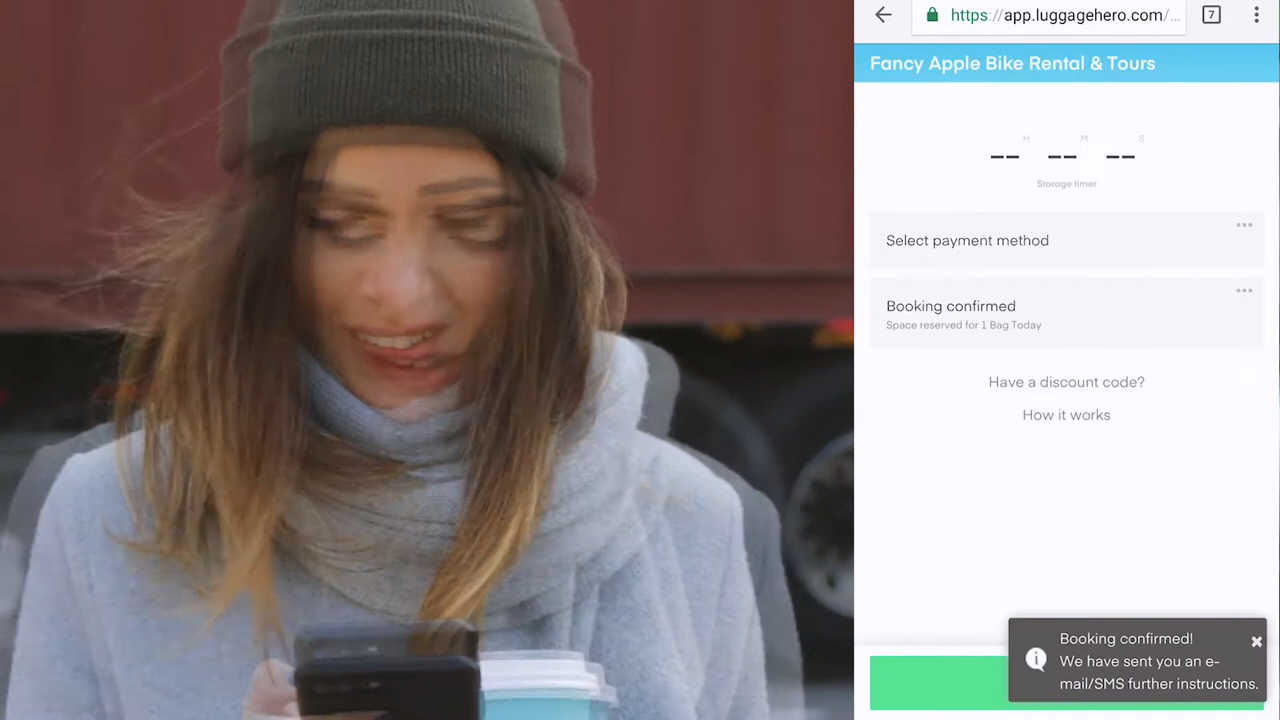 https://app.luggagehero.com/...
7
Fancy Apple Bike Rental & Tours
H M S
-- -- --
Storage timer
Select payment method
Booking confirmed
Space reserved for 1 Bag Today
Have a discount code?
How it works
Booking confirmed!
We have sent you an e-
mail/SMS further instructions.